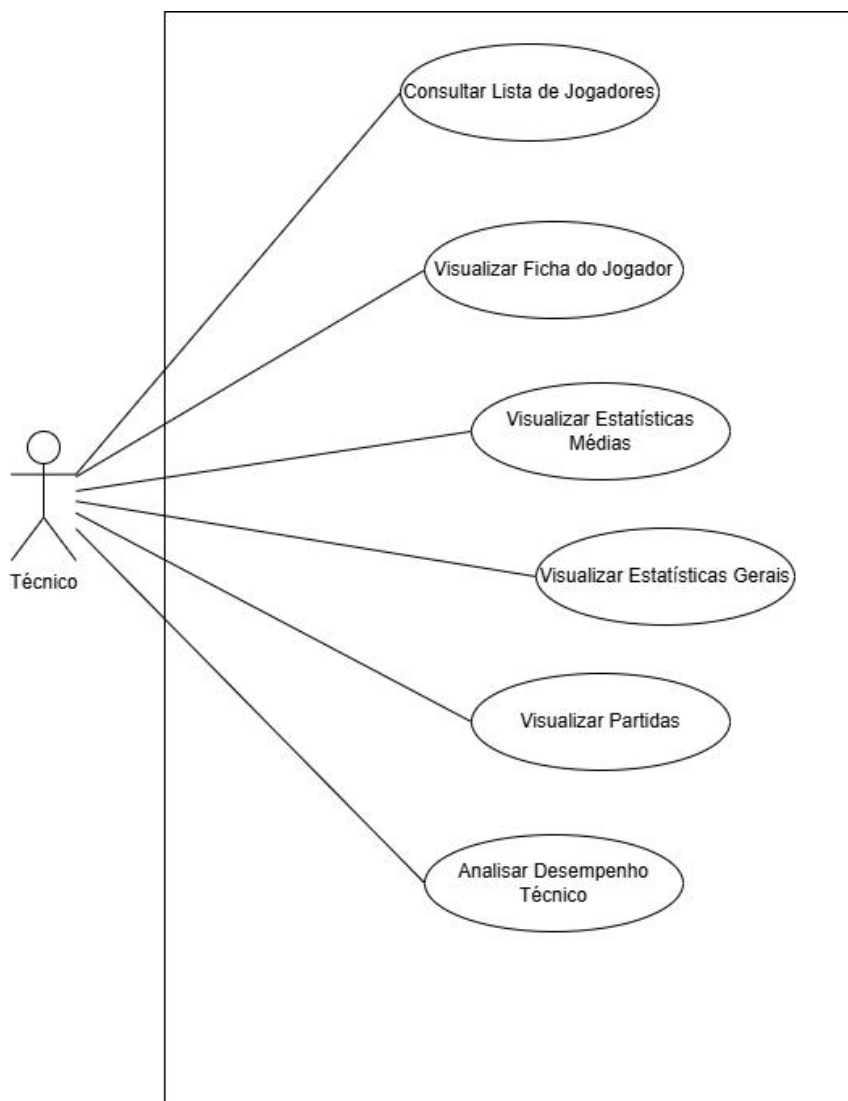 Consultar Lista de Jogadores
Visualizar Ficha do Jogador
Visualizar Estatísticas
Médias
Técnico
Visualizar Estatísticas Gerais
Visualizar Partidas
Analisar Desempenho
Técnico